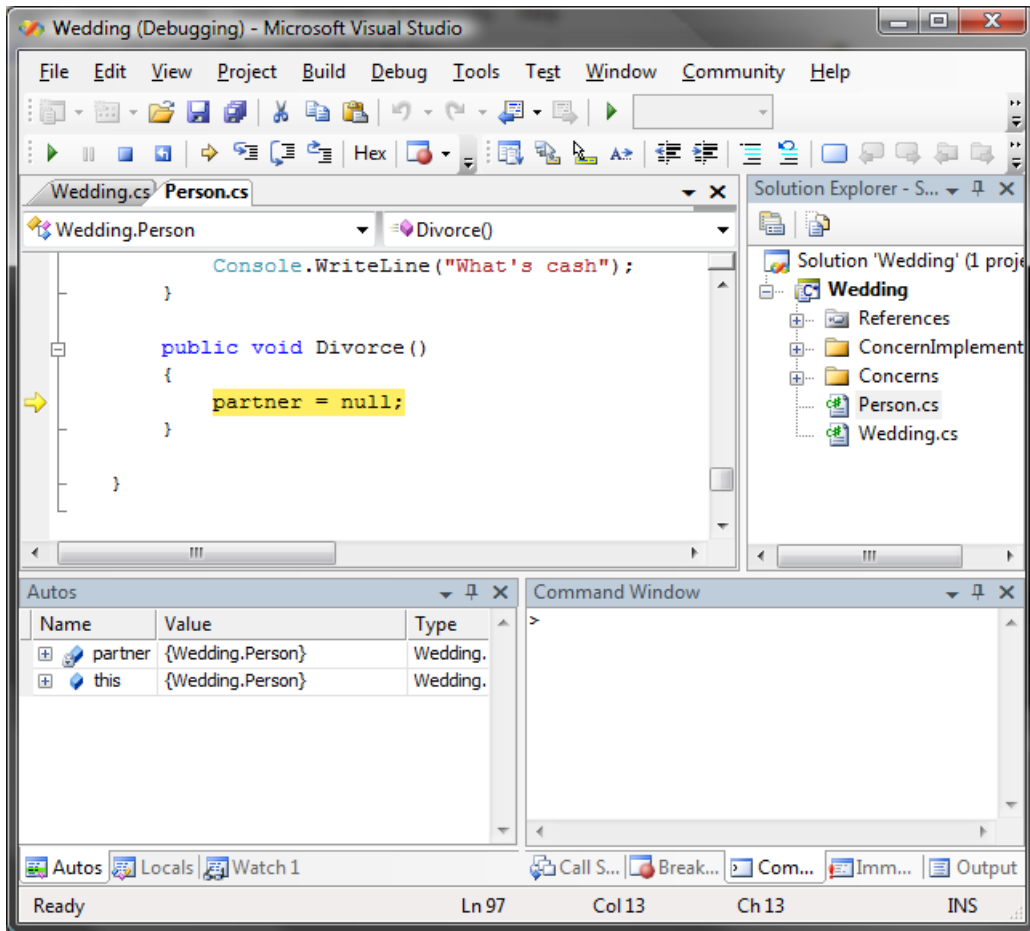 Wedding (Debugging) - Microsoft Visual Studio
File Edit View Project Build Debug Tools Test Window Community Help
Hex
Wedding.cs Person.cs
Wedding.Person Divorce()
Console.WriteLine("What's cash");
}
public void Divorce()
{
partner = null;
}
}
Solution Explorer - S...
Solution 'Wedding' (1 proje
Wedding
References
ConcernImplement
Concerns
Person.cs
Wedding.cs
Autos
Name Value Type
partner {Wedding.Person} Wedding.
this {Wedding.Person} Wedding.
Autos Locals Watch 1
Command Window
>
Call S... Break... Com... Imm... Output
Ready Ln 97 Col 13 Ch 13 INS